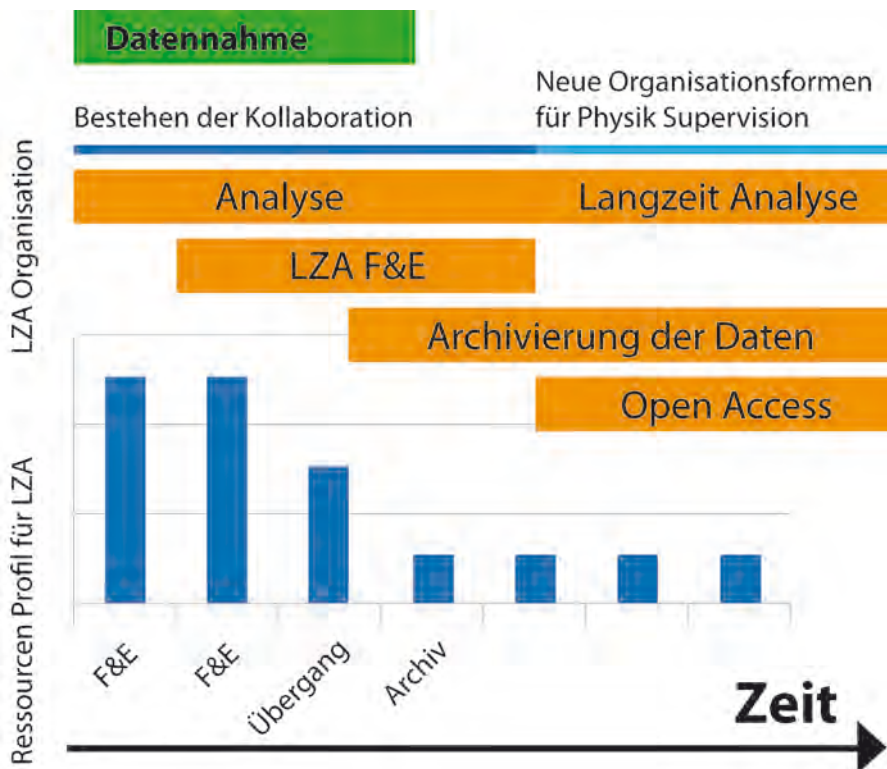 Datennahme
Neue Organisationsformen
für Physik Supervision
Bestehen der Kollaboration
LZA Organisation
Analyse
Langzeit Analyse
LZA F&E
Archivierung der Daten
Open Access
Ressourcen Profil für LZA
F&E
F&E
Übergang
Archiv
Zeit